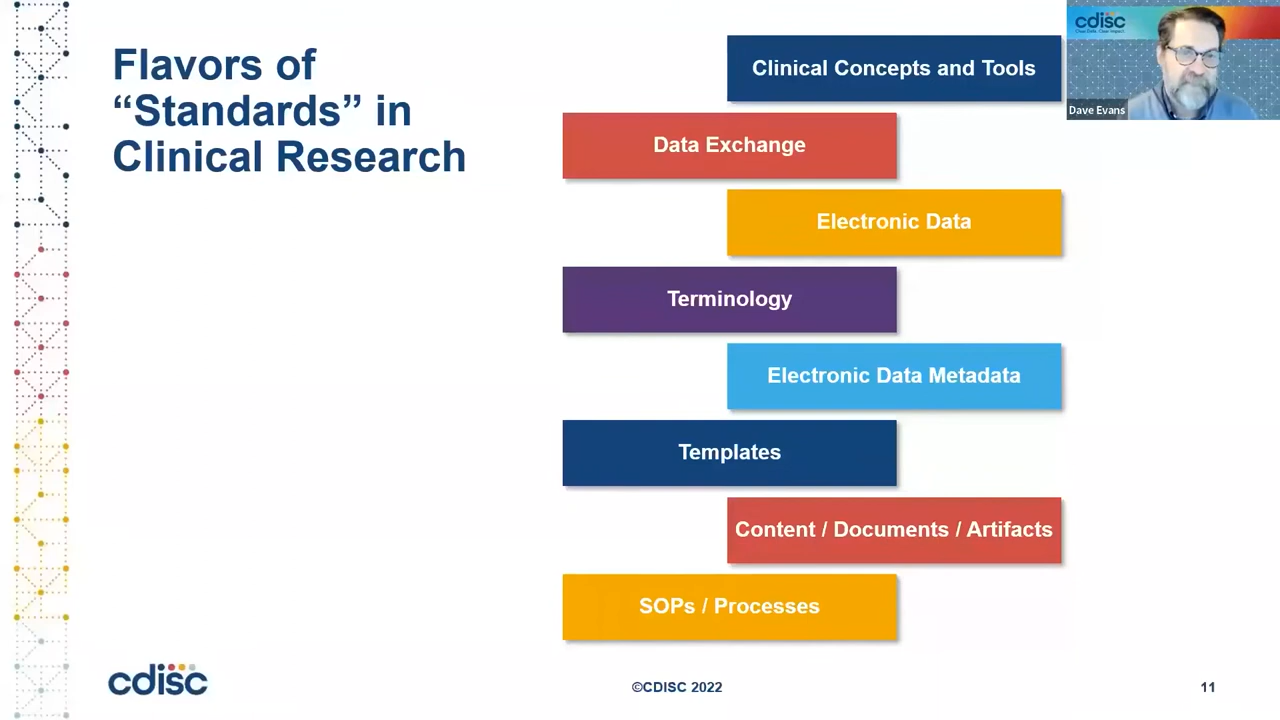 Flavors of
“Standards” in
Clinical Research
Clinical Concepts and Tools
Data Exchange
Electronic Data
Terminology
Electronic Data Metadata
Templates
Content / Documents / Artifacts
SOPs / Processes
cdisc
Dave Evans
cdisc
©CDISC 2022
11